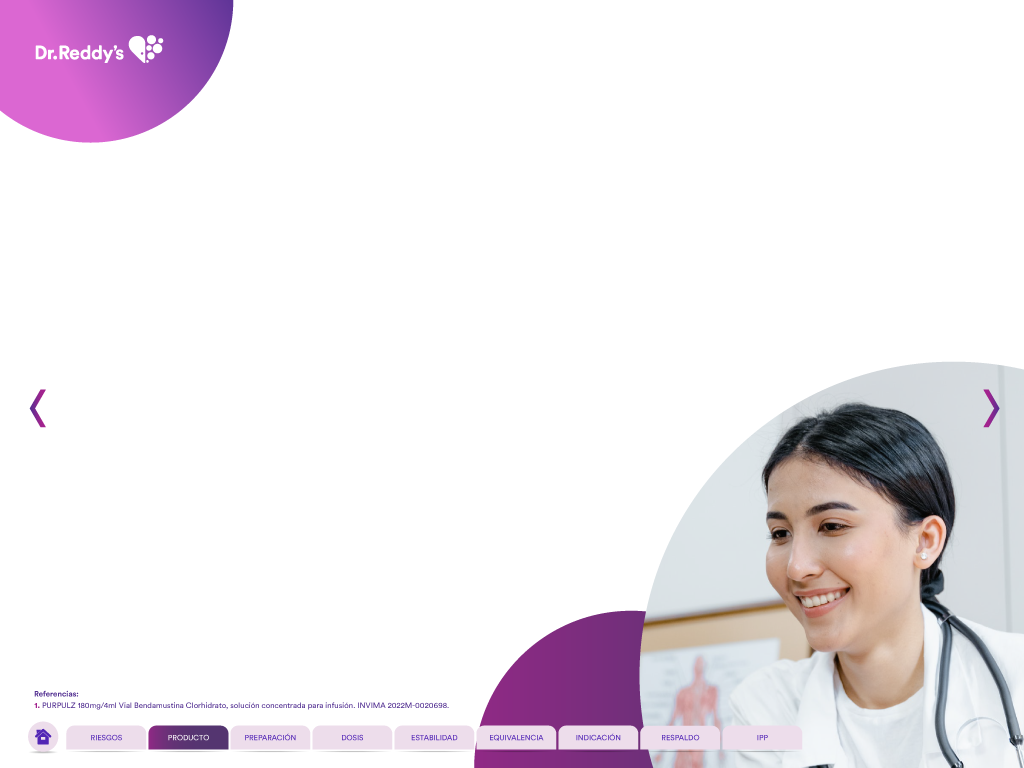 Dr.Reddy's
Referencias:
1. PURPULZ 180mg/4ml Vial Bendamustina Clorhidrato, solución concentrada para infusión. INVIMA 2022M-0020698.
RIESGOS
PRODUCTO
PREPARACIÓN
DOSIS
ESTABILIDAD
EQUIVALENCIA
INDICACIÓN
RESPALDO
IPP